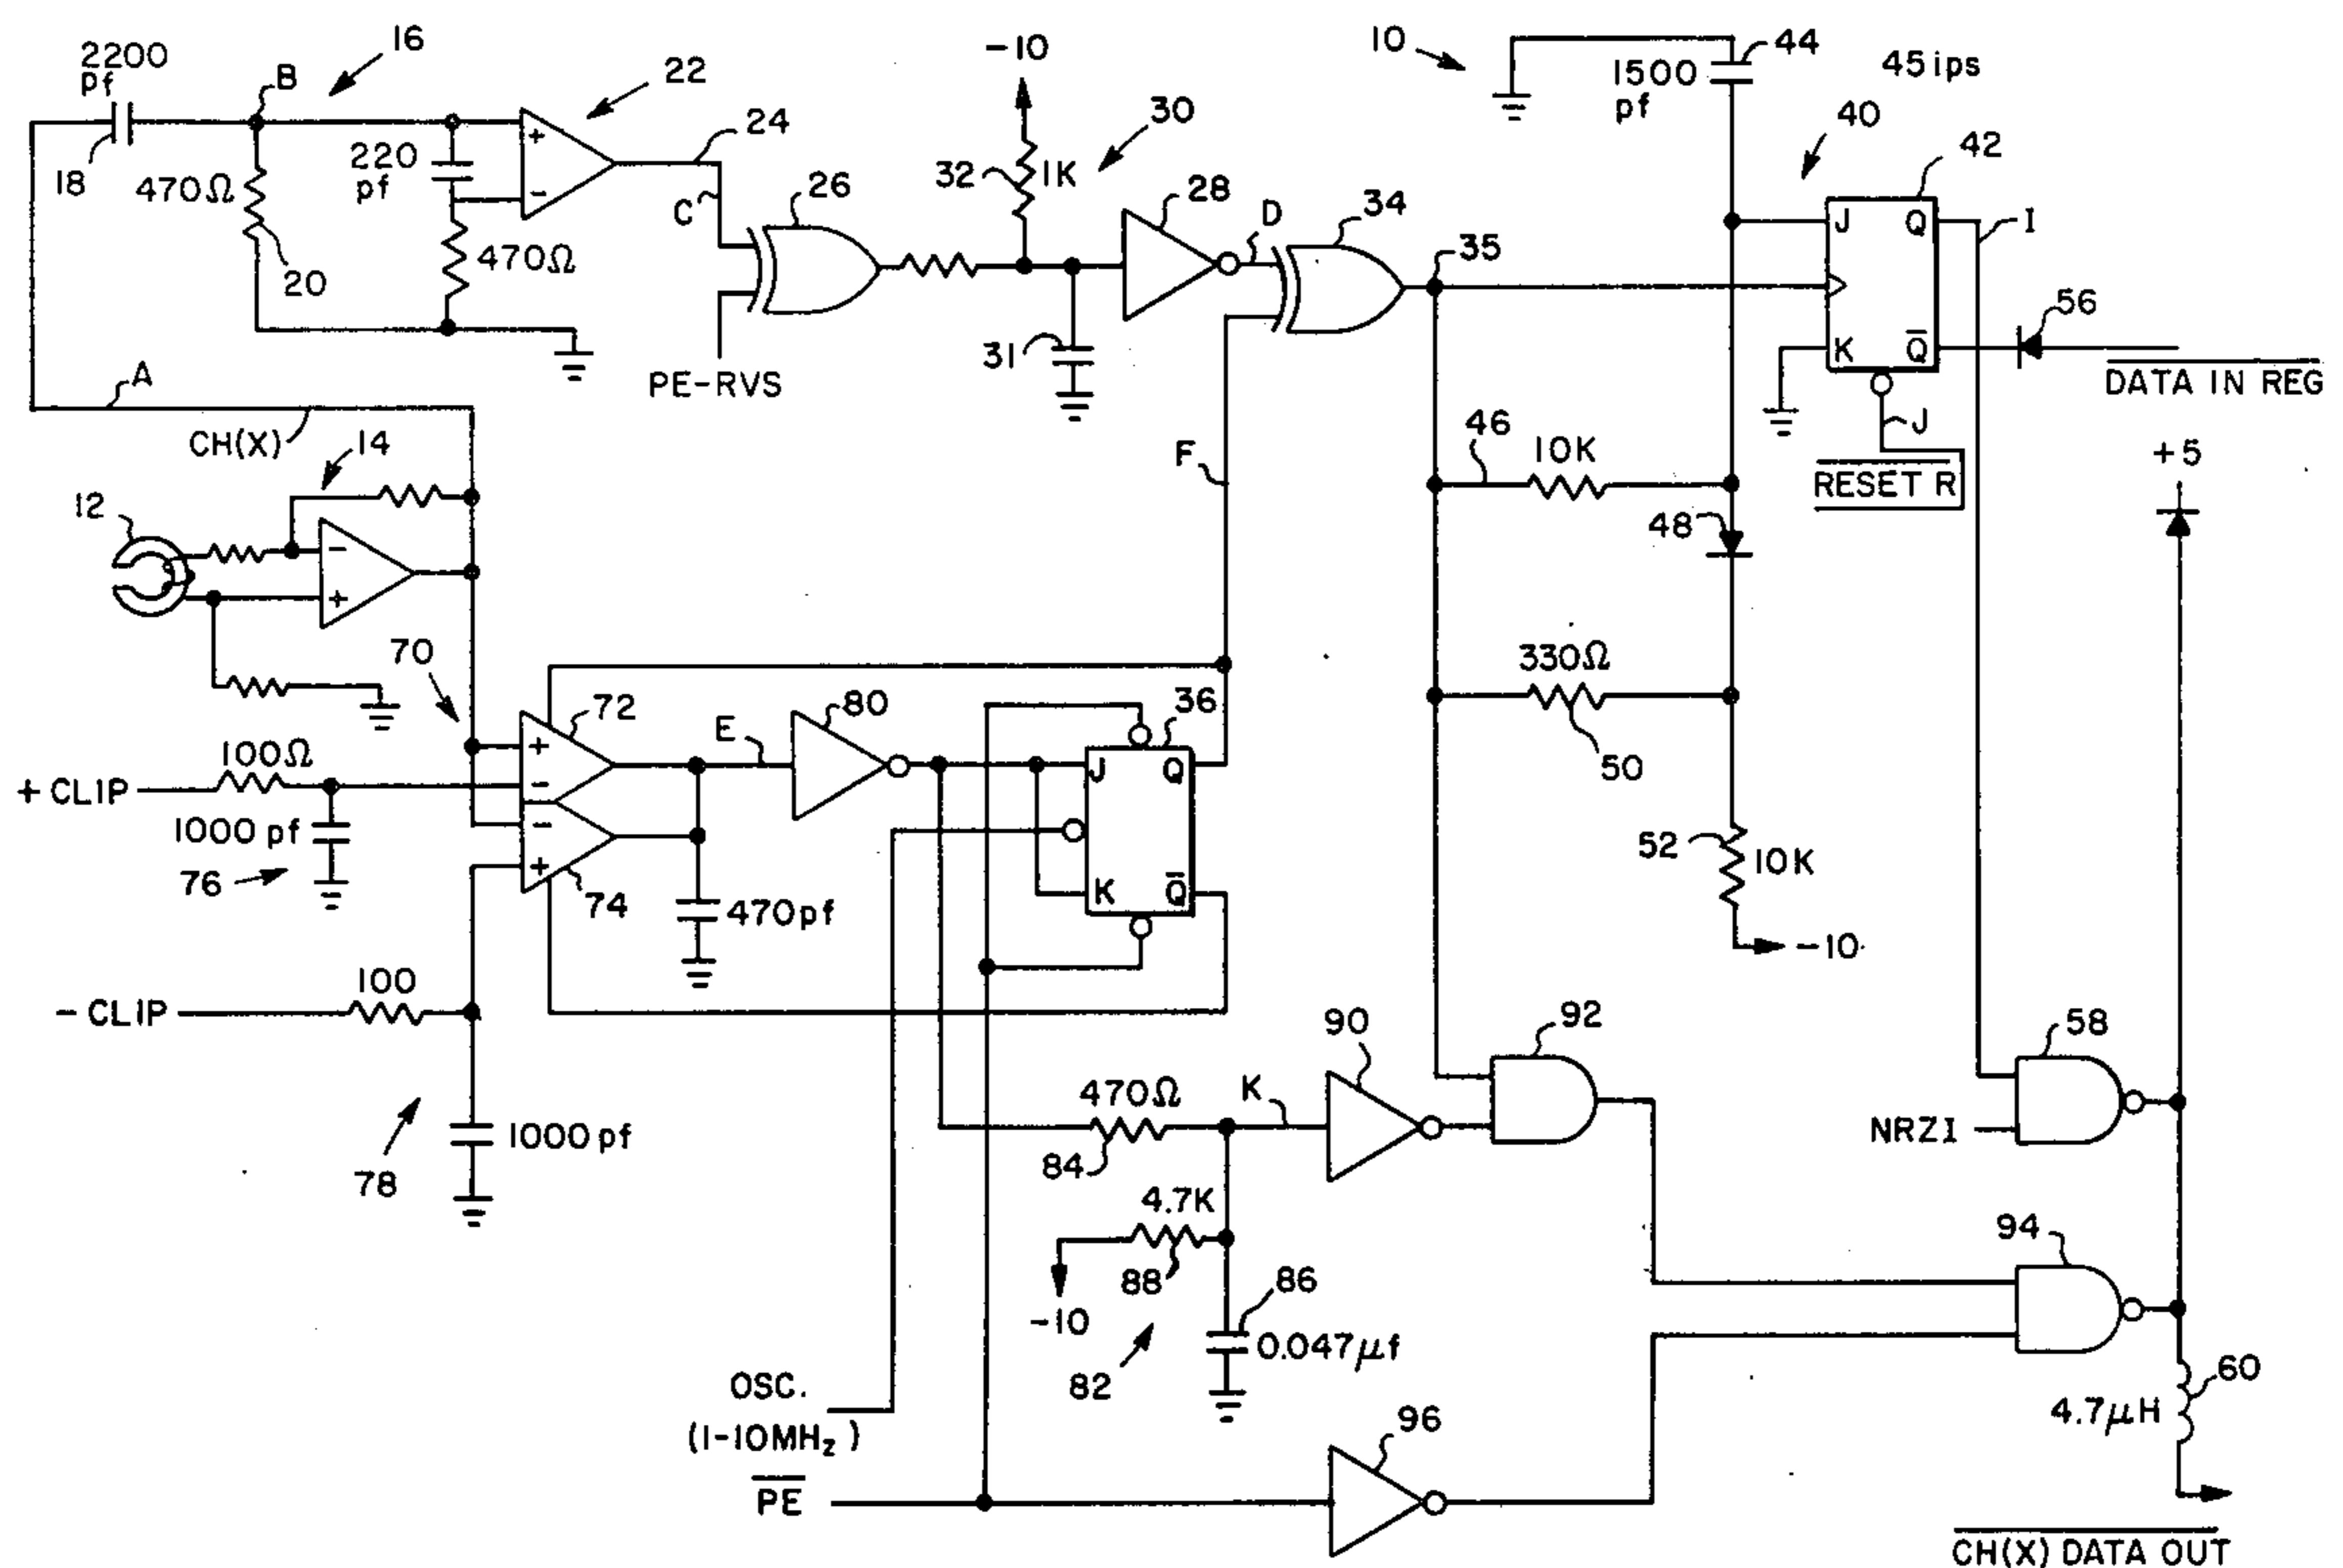 2200
pf
16
B
22
18
470Ω
20
220
pf
470Ω
+
-
24
C
26
PE-RVS
-10
32
1K
30
28
31
D
34
35
10
1500
pf
44
45ips
40
42
J
Q
I
K
Q̅
56
DATA IN REG
J
RESET R
A
CH(X)
14
12
-
+
F
46
10K
48
+5
330Ω
50
52
10K
-10
70
72
+
-
-
+
74
+ CLIP
100Ω
1000 pf
76
E
80
36
J
Q
K
Q̅
470pf
- CLIP
100
78
1000 pf
470Ω
84
K
90
92
58
NRZI
4.7K
88
-10
82
86
0.047μf
94
OSC.
(1-10MHz)
PE
96
4.7μH
60
CH(X) DATA OUT